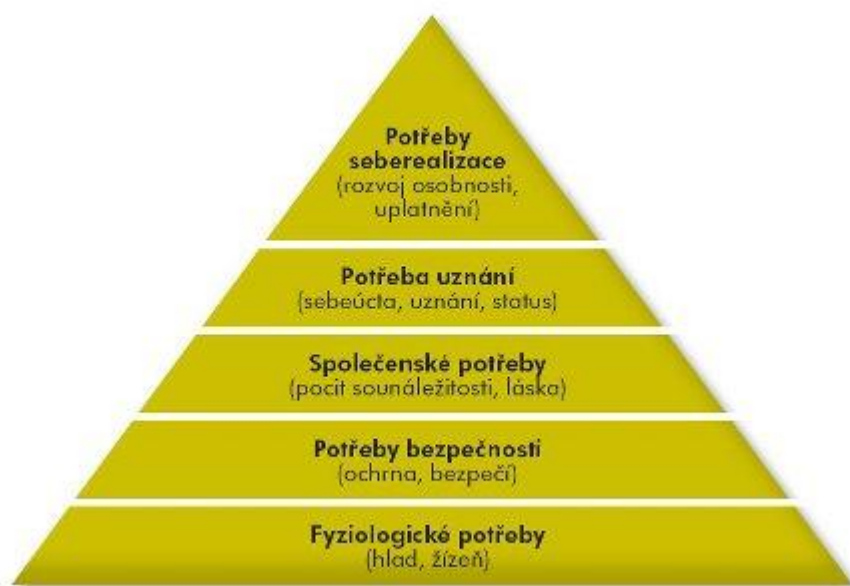 Potřeby
seberealizace
(rozvoj osobnosti,
uplatnění)
Potřeba uznání
(sebeúcta, uznání, status)
Společenské potřeby
(pocit sounáležitosti, láska)
Potřeby bezpečnosti
(ochrna, bezpečí)
Fyziologické potřeby
(hlad, žízeň)